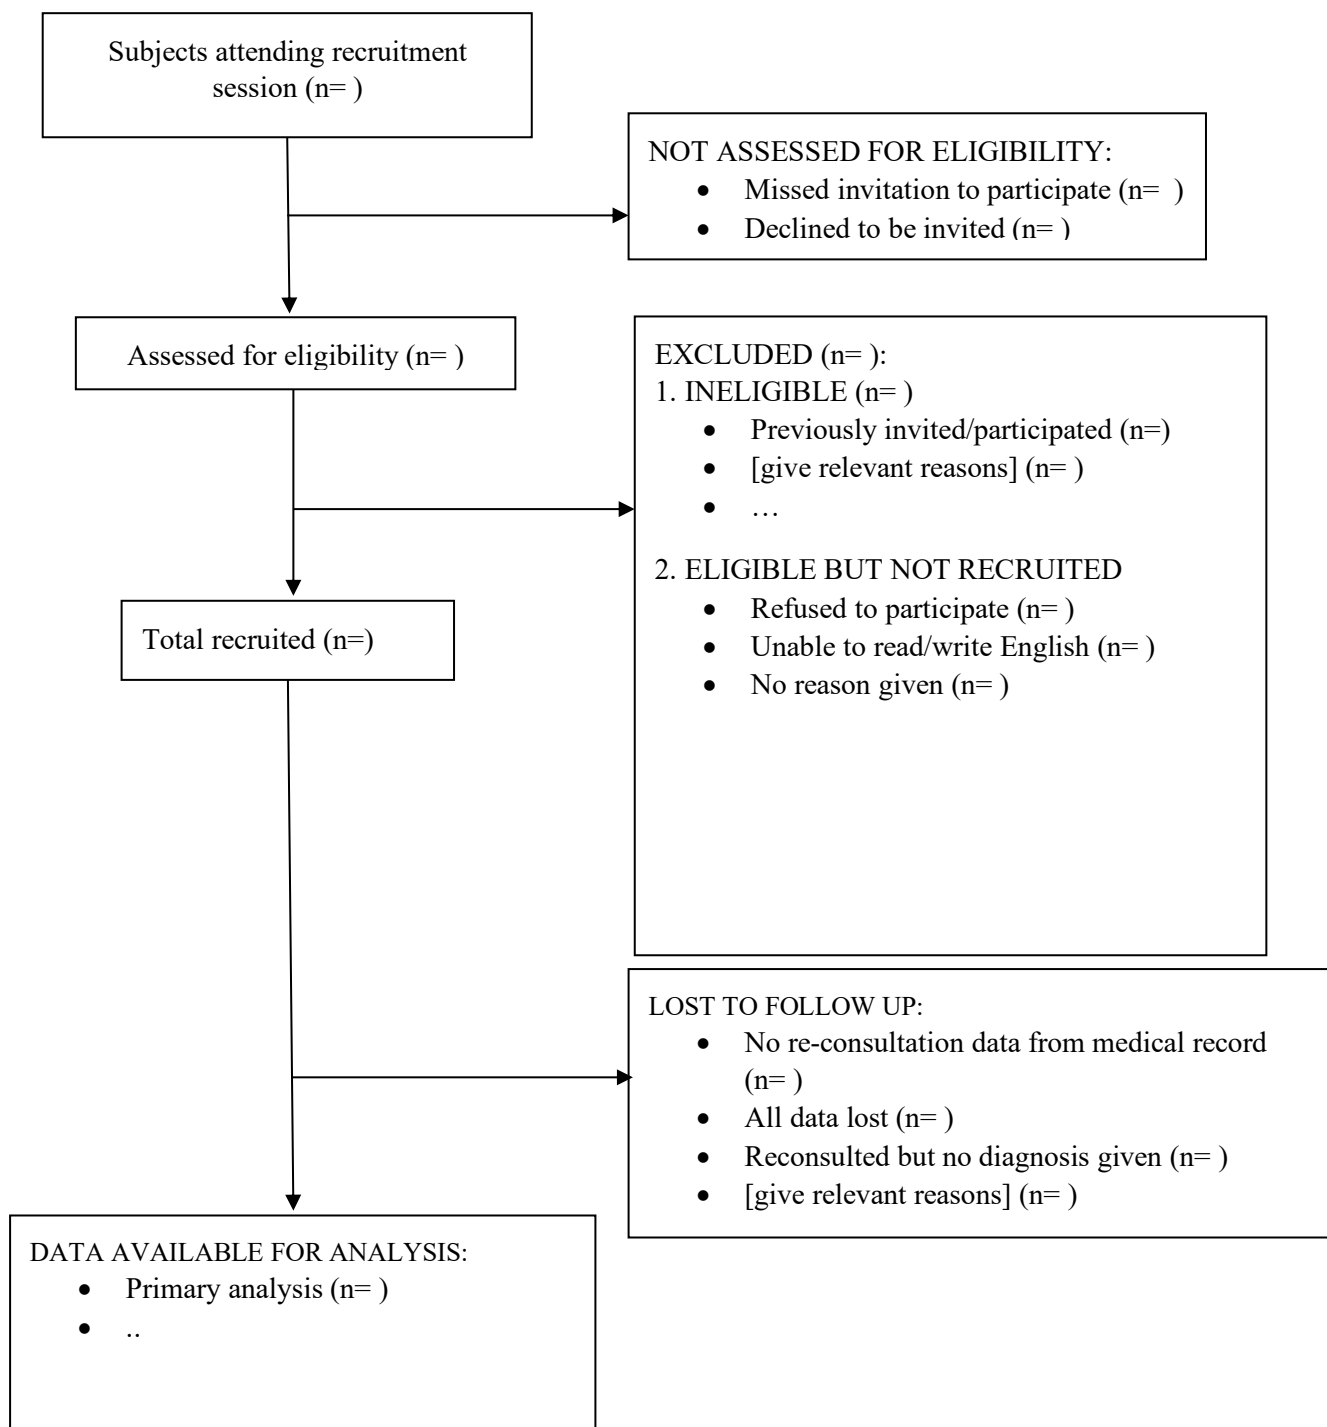 Subjects attending recruitment
session (n= )
NOT ASSESSED FOR ELIGIBILITY:
• Missed invitation to participate (n=  )
• Declined to be invited (n= )
Assessed for eligibility (n= )
EXCLUDED (n= ):
1. INELIGIBLE (n= )
• Previously invited/participated (n=)
• [give relevant reasons] (n= )
• …
2. ELIGIBLE BUT NOT RECRUITED
• Refused to participate (n= )
• Unable to read/write English (n= )
• No reason given (n= )
Total recruited (n=)
LOST TO FOLLOW UP:
• No re-consultation data from medical record
(n= )
• All data lost (n= )
• Reconsulted but no diagnosis given (n= )
• [give relevant reasons] (n= )
DATA AVAILABLE FOR ANALYSIS:
• Primary analysis (n= )
• ..